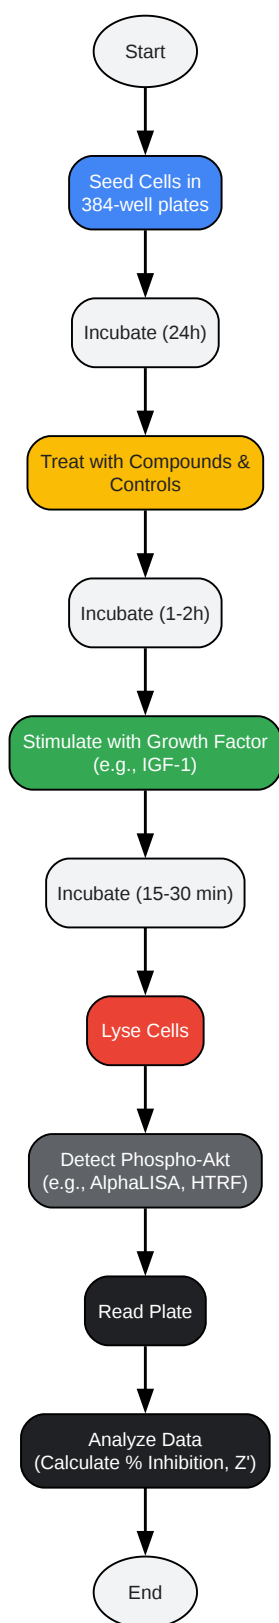 Start
Seed Cells in
384-well plates
Incubate (24h)
Treat with Compounds &
Controls
Incubate (1-2h)
Stimulate with Growth Factor
(e.g., IGF-1)
Incubate (15-30 min)
Lyse Cells
Detect Phospho-Akt
(e.g., AlphaLISA, HTRF)
Read Plate
Analyze Data
(Calculate % Inhibition, Z')
End